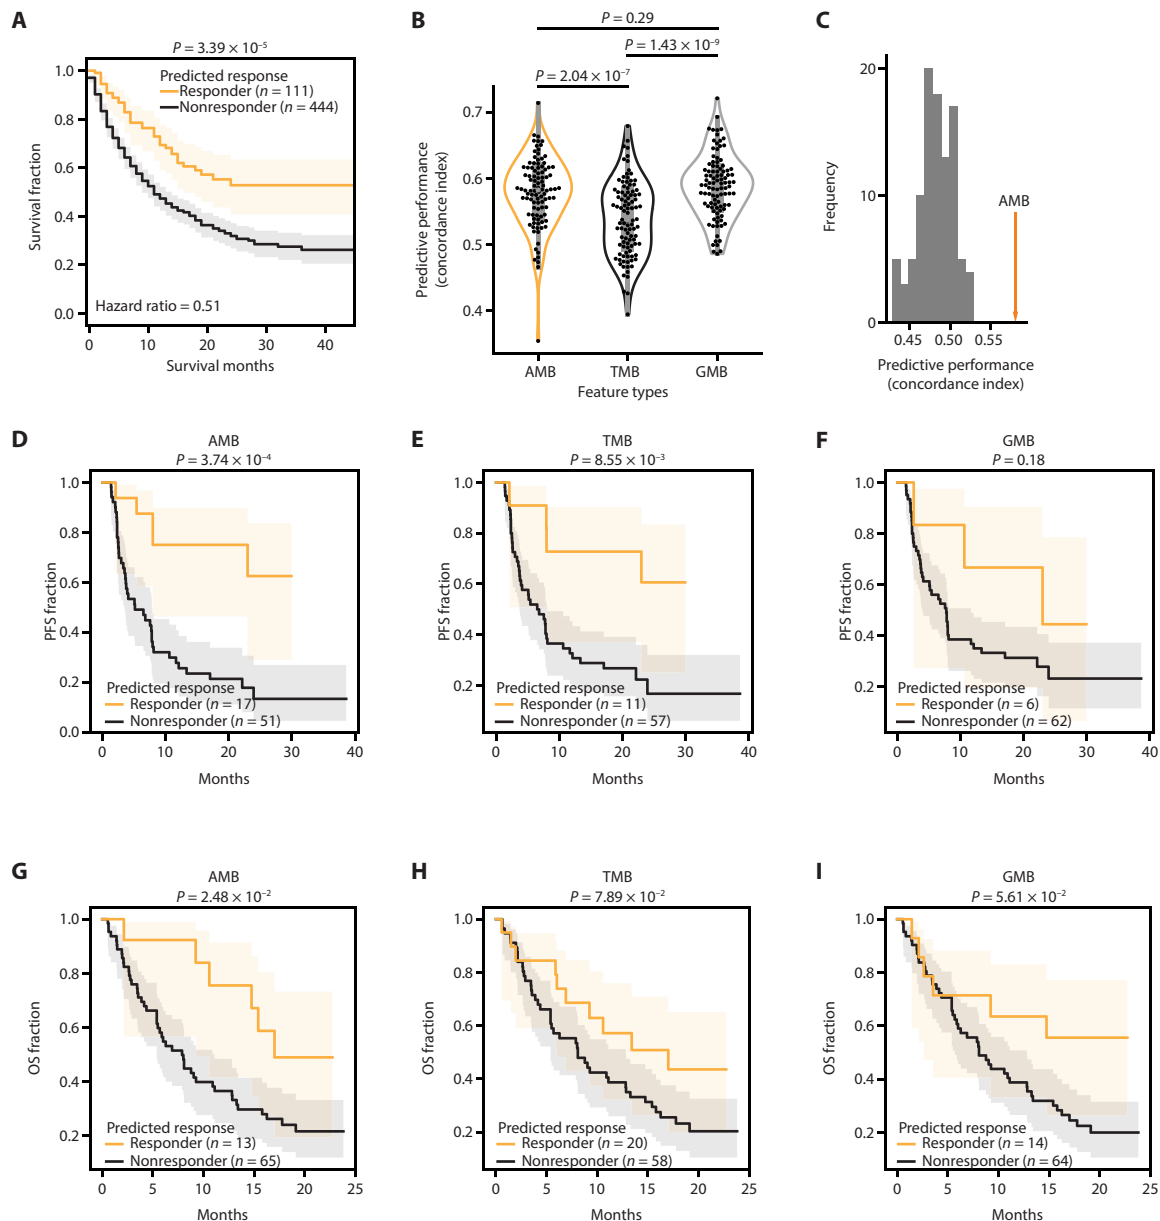 A
P = 3.39 × 10⁻⁵
Predicted response
Responder (n = 111)
Nonresponder (n = 444)
1.0
0.8
0.6
0.4
0.2
0.0
Survival fraction
Hazard ratio = 0.51
0 10 20 30 40
Survival months
B
P = 0.29
P = 1.43 × 10⁻⁹
P = 2.04 × 10⁻⁷
0.7
0.6
0.5
0.4
Predictive performance
(concordance index)
AMB TMB GMB
Feature types
C
20
10
0
Frequency
AMB
0.45 0.50 0.55
Predictive performance
(concordance index)
D
AMB
P = 3.74 × 10⁻⁴
1.0
0.8
0.6
0.4
0.2
0.0
PFS fraction
Predicted response
Responder (n = 17)
Nonresponder (n = 51)
0 10 20 30 40
Months
E
TMB
P = 8.55 × 10⁻³
1.0
0.8
0.6
0.4
0.2
PFS fraction
Predicted response
Responder (n = 11)
Nonresponder (n = 57)
0 10 20 30 40
Months
F
GMB
P = 0.18
1.0
0.8
0.6
0.4
0.2
PFS fraction
Predicted response
Responder (n = 6)
Nonresponder (n = 62)
0 10 20 30 40
Months
G
AMB
P = 2.48 × 10⁻²
1.0
0.8
0.6
0.4
0.2
OS fraction
Predicted response
Responder (n = 13)
Nonresponder (n = 65)
0 5 10 15 20 25
Months
H
TMB
P = 7.89 × 10⁻²
1.0
0.8
0.6
0.4
0.2
OS fraction
Predicted response
Responder (n = 20)
Nonresponder (n = 58)
0 5 10 15 20 25
Months
I
GMB
P = 5.61 × 10⁻²
1.0
0.8
0.6
0.4
0.2
OS fraction
Predicted response
Responder (n = 14)
Nonresponder (n = 64)
0 5 10 15 20 25
Months